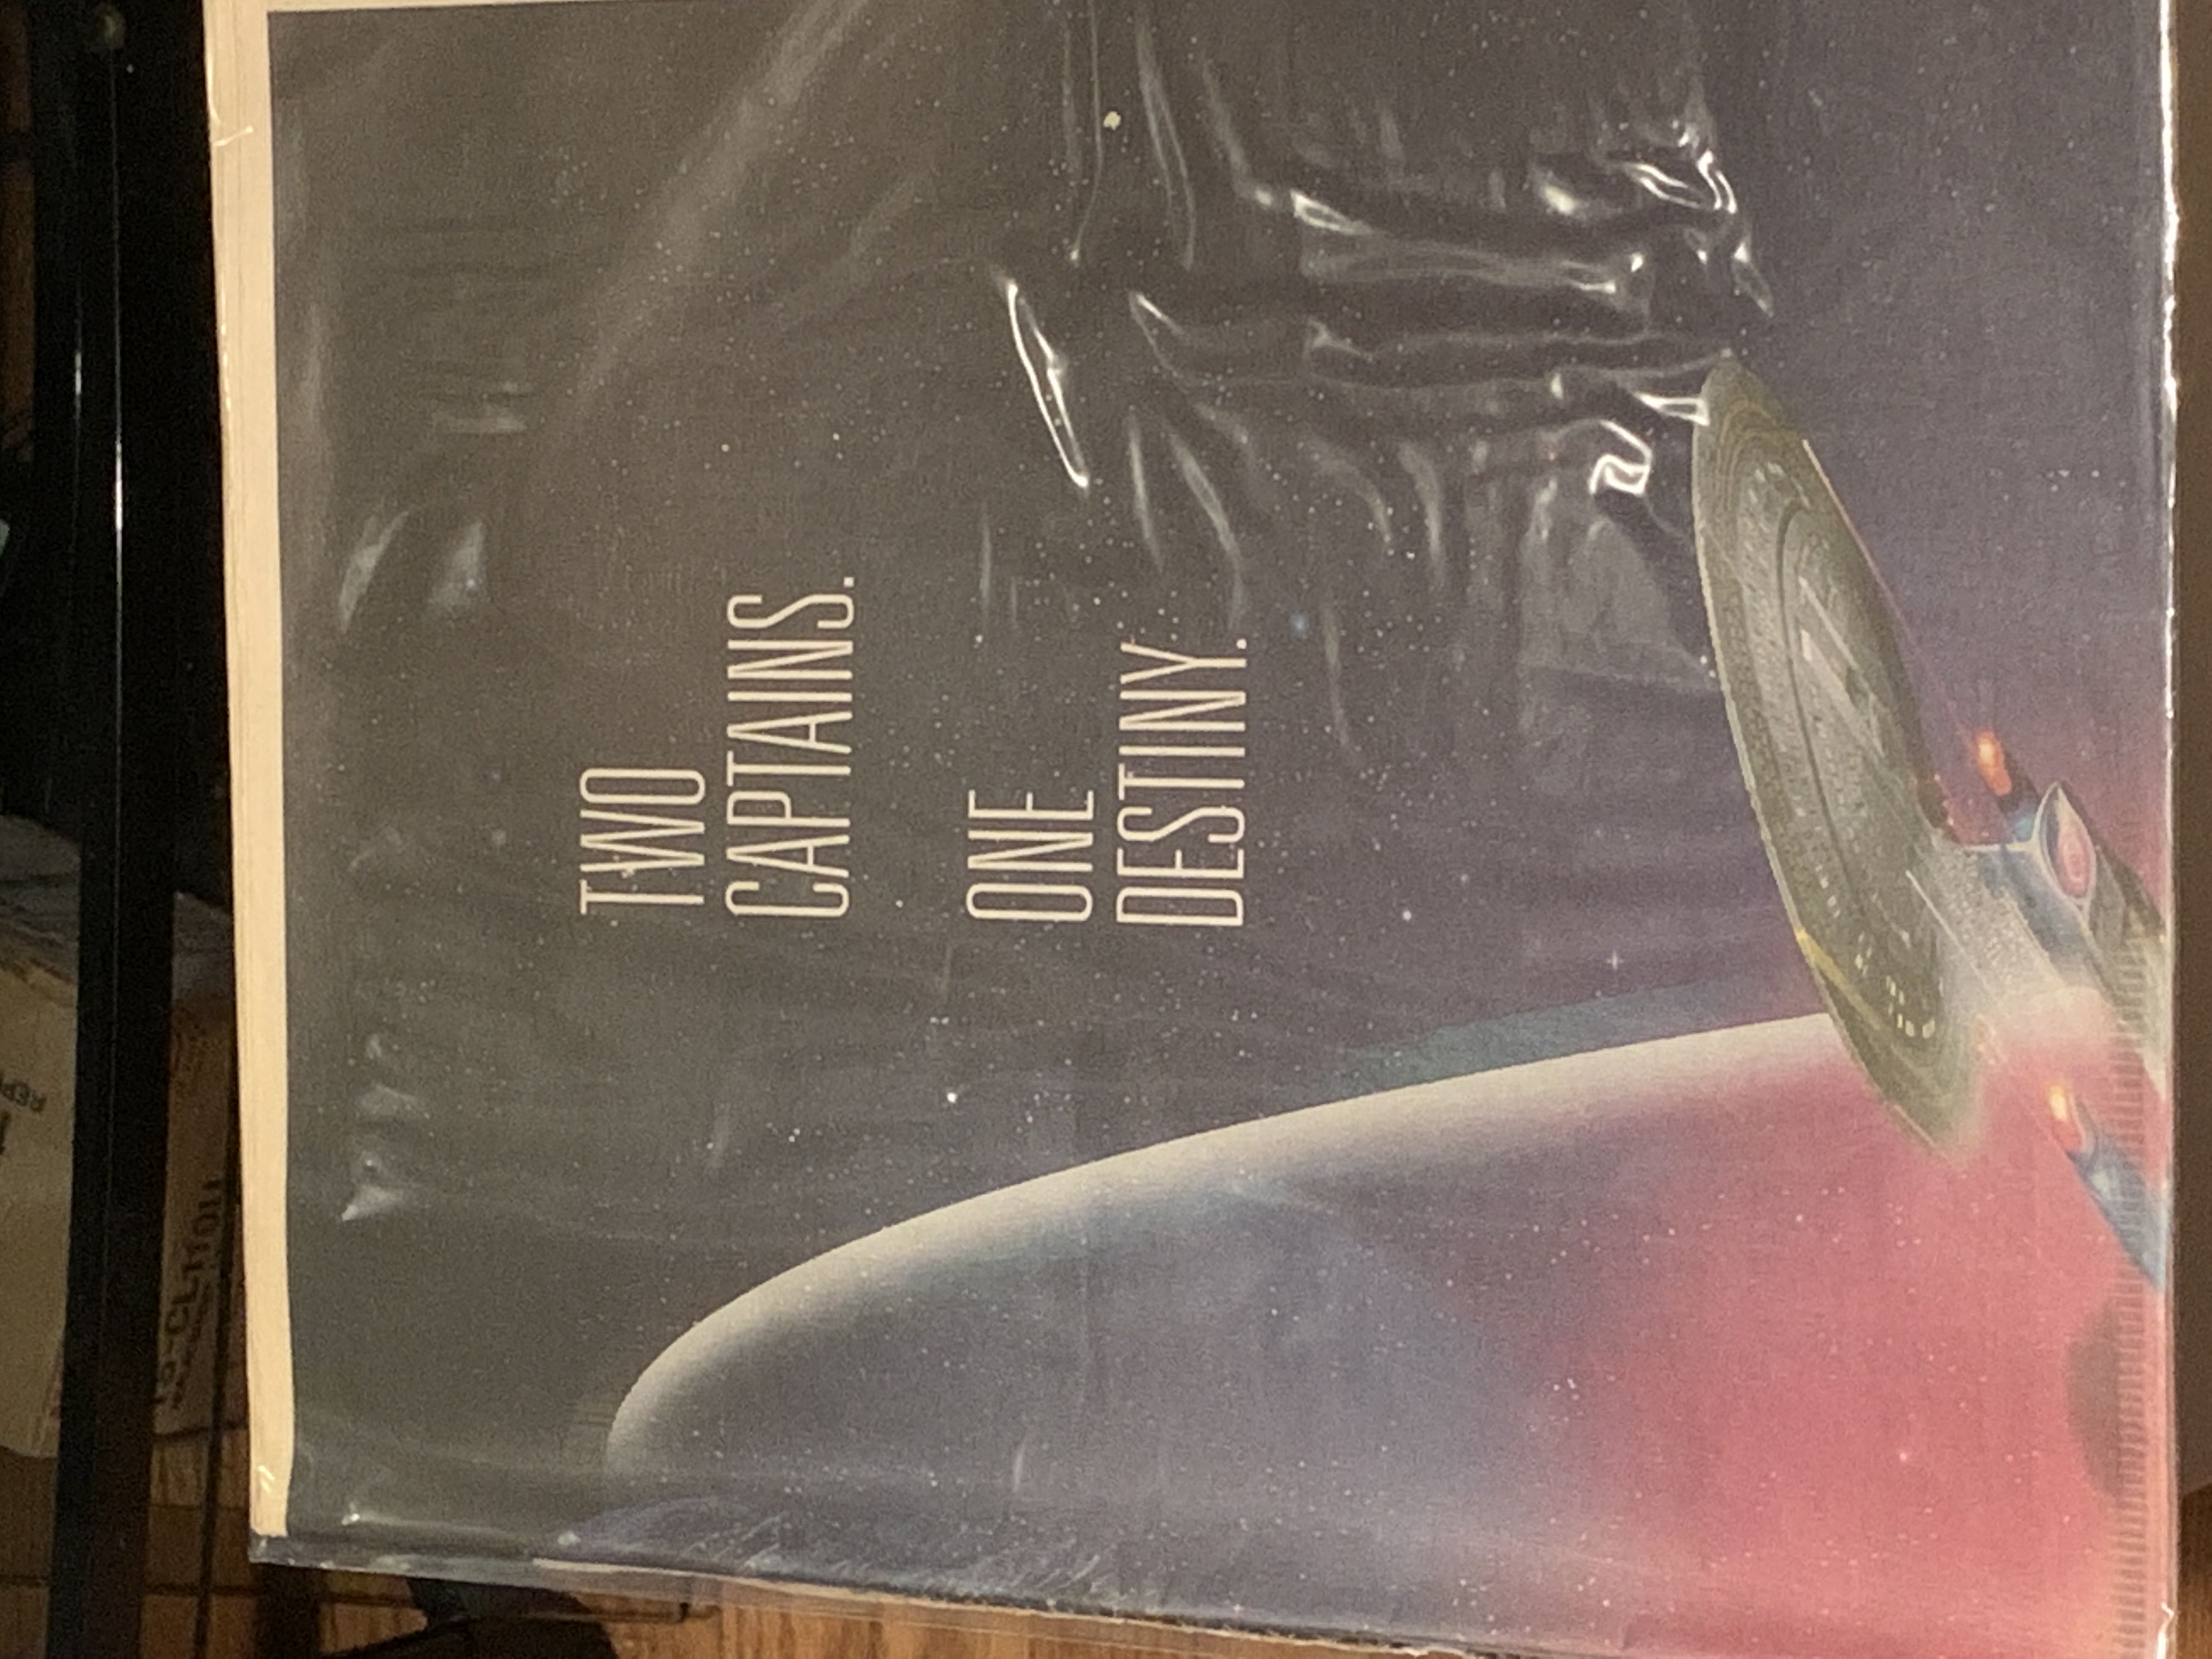 TWO
CAPTAINS.
ONE
DESTINY.